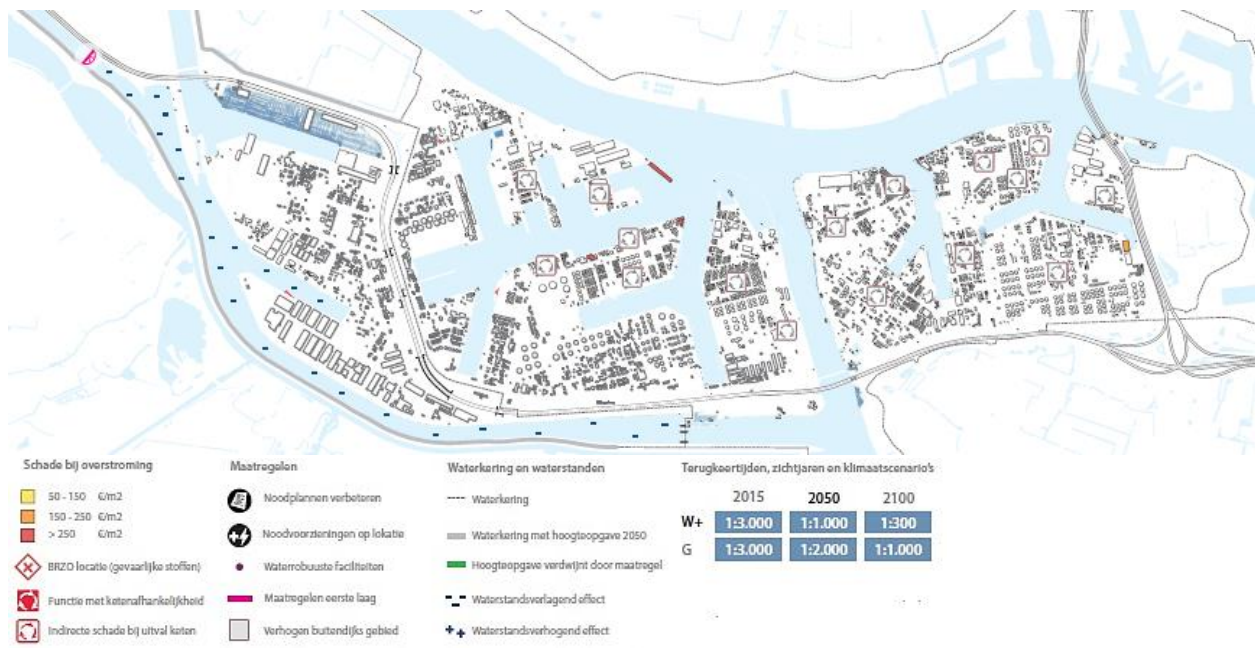 Schade bij overstroming
50 - 150 €/m2
150 - 250 €/m2
> 250 €/m2
BRZO locatie (gevaarlijke stoffen)
Functie met ketenafhankelijkheid
Indirecte schade bij uitval keten
Maatregelen
Noodplannen verbeteren
Noodvoorzieningen op lokatie
Waterrobuuste faciliteiten
Maatregelen eerste laag
Verhogen buitendijks gebied
Waterkering en waterstanden
Waterkering
Waterkering met hoogteopgave 2050
Hoogteopgave verdwijnt door maatregel
Waterstandsverlagend effect
Waterstandsverhogend effect
Terugkeertijden, zichtjaren en klimaatscenario's
2015 2050 2100
W+ 1:3.000 1:1.000 1:300
G 1:3.000 1:2.000 1:1.000